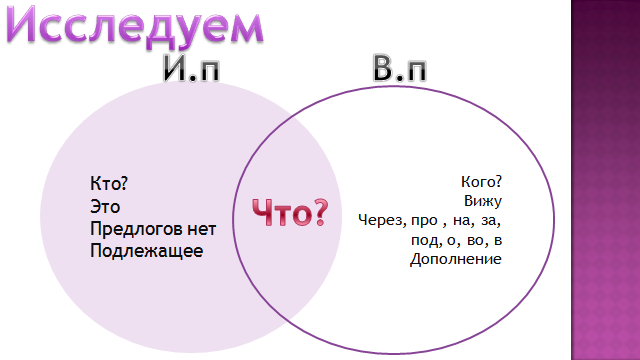 Исследуем
И.п
В.п
Кто?
Это
Предлогов нет
Подлежащее
Что?
Кого?
Вижу
Через, про , на, за,
под, о, во, в
Дополнение